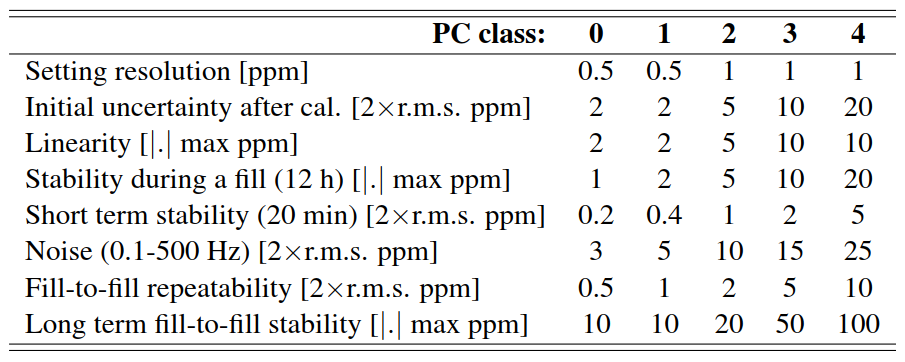 PC class: 0 1 2 3 4
Setting resolution [ppm] 0.5 0.5 1 1 1
Initial uncertainty after cal. [2×r.m.s. ppm] 2 2 5 10 20
Linearity [|.| max ppm] 2 2 5 10 10
Stability during a fill (12 h) [|.| max ppm] 1 2 5 10 20
Short term stability (20 min) [2×r.m.s. ppm] 0.2 0.4 1 2 5
Noise (0.1-500 Hz) [2×r.m.s. ppm] 3 5 10 15 25
Fill-to-fill repeatability [2×r.m.s. ppm] 0.5 1 2 5 10
Long term fill-to-fill stability [|.| max ppm] 10 10 20 50 100